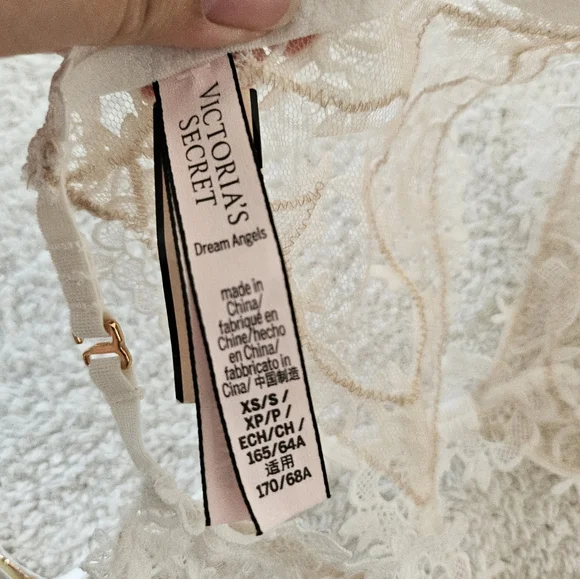 VICTORIA'S
SECRET
Dream Angels
made in
China/
fabriqué en
Chine/hecho
en China/
fabbricato in
Cina/ 中国制造
XS/S /
XP/P /
ECH/CH /
165/64A
适用
170/68A